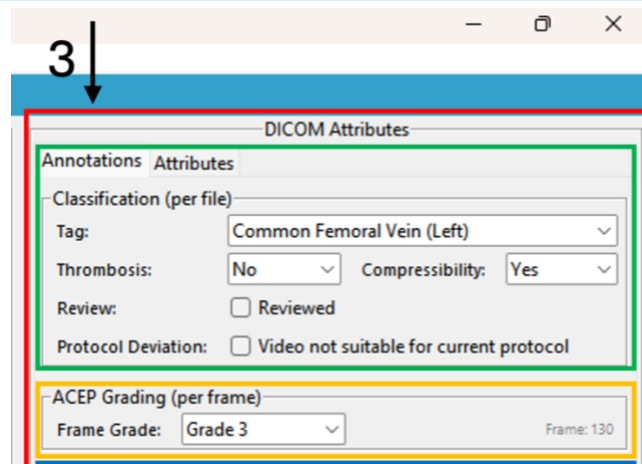 3
DICOM Attributes
Annotations Attributes
Classification (per file)
Tag: Common Femoral Vein (Left)
Thrombosis: No Compressibility: Yes
Review: Reviewed
Protocol Deviation: Video not suitable for current protocol
ACEP Grading (per frame)
Frame Grade: Grade 3 Frame: 130